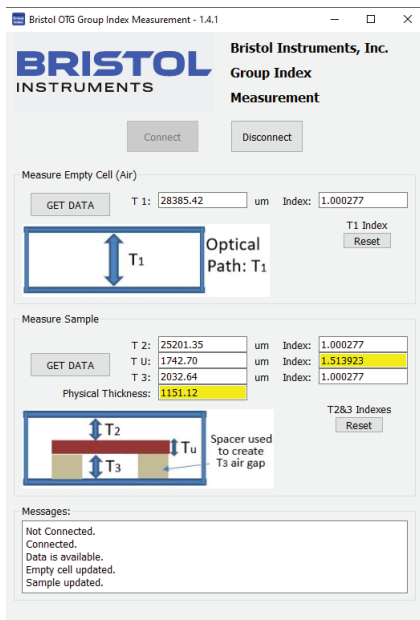 Bristol OTG Group Index Measurement - 1.4.1
BRISTOL
INSTRUMENTS
Bristol Instruments, Inc.
Group Index
Measurement
Connect
Disconnect
Measure Empty Cell (Air)
GET DATA
T 1: 28385.42 um Index: 1.000277
T1 Index
Reset
T1
Optical
Path: T1
Measure Sample
T 2: 25201.35 um Index: 1.000277
GET DATA
T U: 1742.70 um Index: 1.513923
T 3: 2032.64 um Index: 1.000277
Physical Thickness: 1151.12
T2&3 Indexes
Reset
T2
Tu
T3
Spacer used
to create
T3 air gap
Messages:
Not Connected.
Connected.
Data is available.
Empty cell updated.
Sample updated.